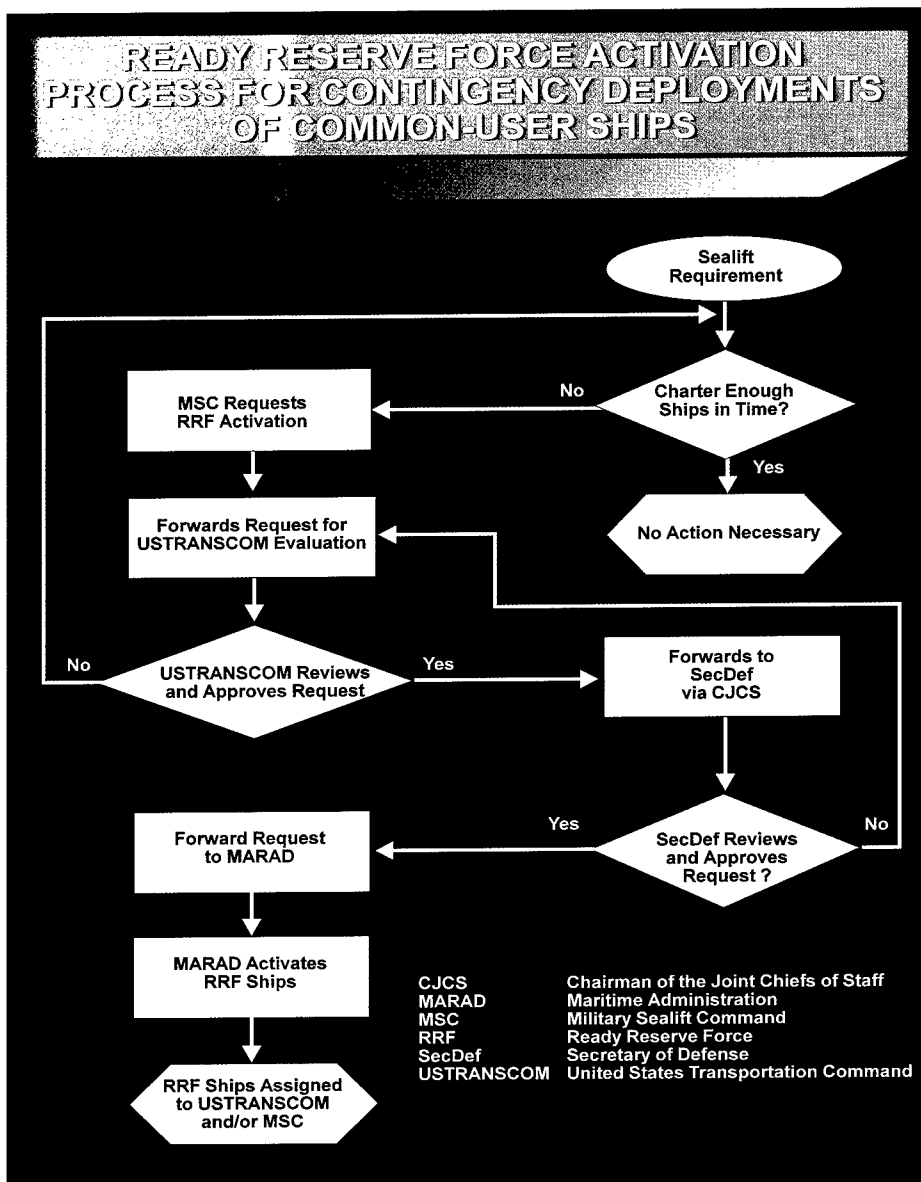 READY RESERVE FORCE ACTIVATION
PROCESS FOR CONTINGENCY DEPLOYMENTS
OF COMMON-USER SHIPS
Sealift
Requirement
Charter Enough
Ships in Time?
No
Yes
MSC Requests
RRF Activation
No Action Necessary
Forwards Request for
USTRANSCOM Evaluation
No
USTRANSCOM Reviews
and Approves Request
Yes
Forwards to
SecDef
via CJCS
SecDef Reviews
and Approves
Request ?
Yes
No
Forward Request
to MARAD
MARAD Activates
RRF Ships
RRF Ships Assigned
to USTRANSCOM
and/or MSC
CJCS Chairman of the Joint Chiefs of Staff
MARAD Maritime Administration
MSC Military Sealift Command
RRF Ready Reserve Force
SecDef Secretary of Defense
USTRANSCOM United States Transportation Command